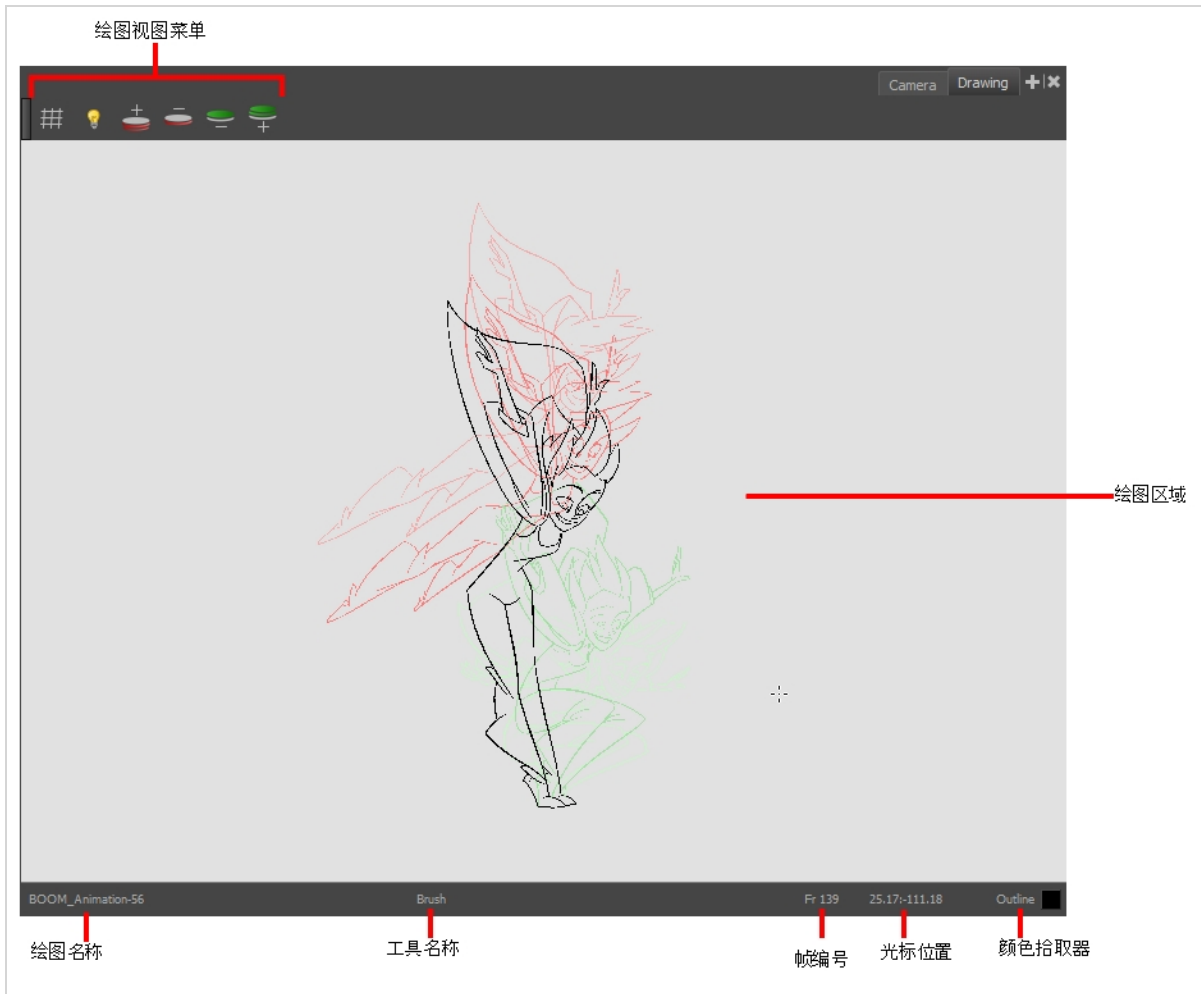 绘图视图菜单
Camera
Drawing
绘图区域
BOOM_Animation-56
Brush
Fr 139
25.17:-111.18
Outline
绘图名称
工具名称
帧编号
光标位置
颜色拾取器